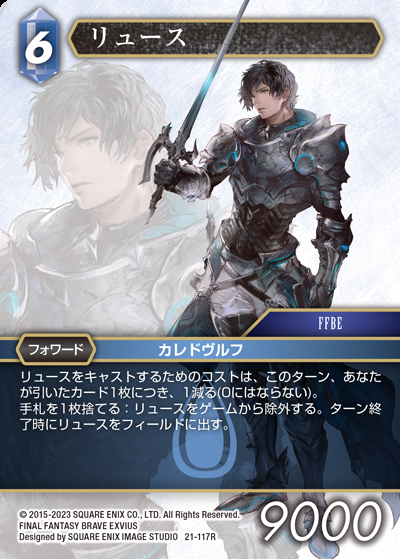 6
リュース
FFBE
フォワード
カレドヴルフ
リュースをキャストするためのコストは、このターン、あなた
が引いたカード1枚につき、1減る(0にはならない)。
手札を1枚捨てる：リュースをゲームから除外する。ターン終
了時にリュースをフィールドに出す。
© 2015-2023 SQUARE ENIX CO., LTD. All Rights Reserved.
FINAL FANTASY BRAVE EXVIUS
Designed by SQUARE ENIX IMAGE STUDIO 21-117R
9000